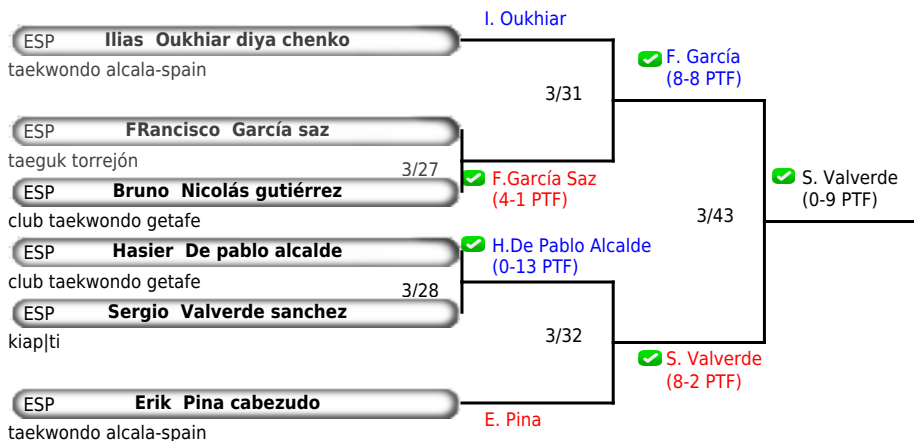 I. Oukhiar
ESP Ilias Oukhiar diya chenko
taekwondo alcala-spain
F. García
(8-8 PTF)
3/31
ESP FRancisco García saz
taeguk torrejón
3/27
F.García Saz
(4-1 PTF)
ESP Bruno Nicolás gutiérrez
club taekwondo getafe
S. Valverde
(0-9 PTF)
3/43
ESP Hasier De pablo alcalde
club taekwondo getafe
H.De Pablo Alcalde
(0-13 PTF)
3/28
ESP Sergio Valverde sanchez
kiap|ti
3/32
S. Valverde
(8-2 PTF)
ESP Erik Pina cabezudo
taekwondo alcala-spain
E. Pina